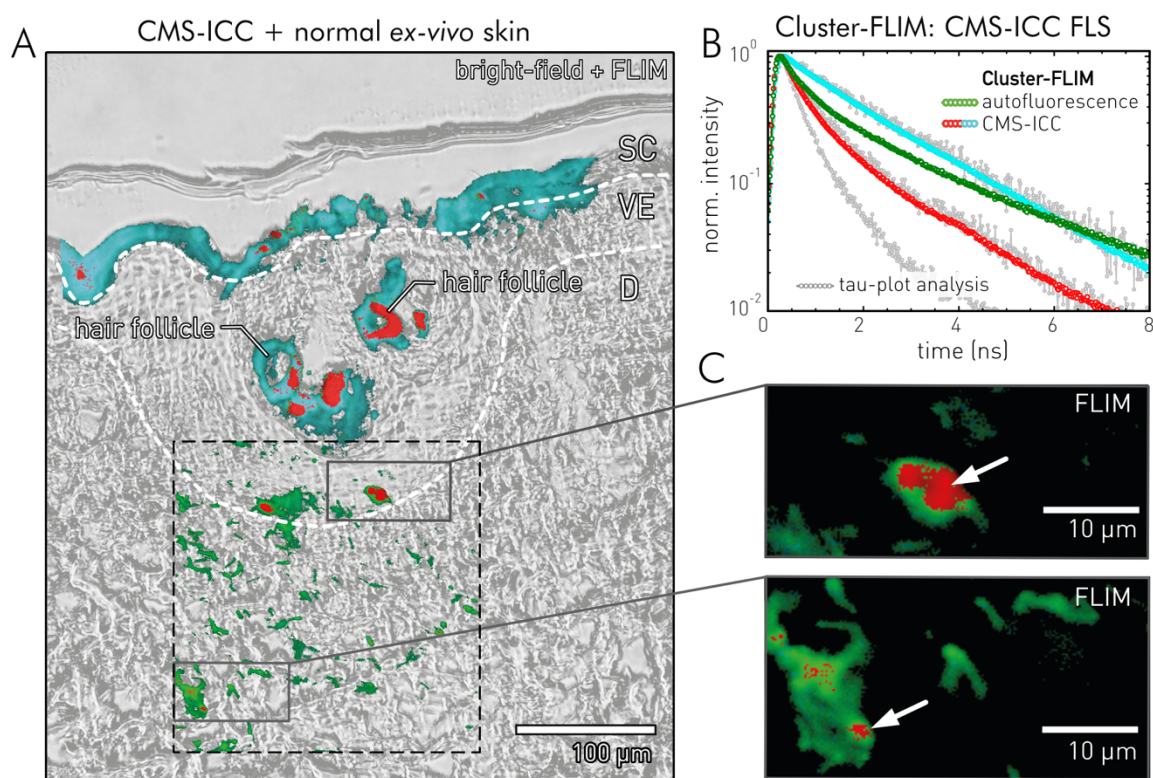 A
CMS-ICC + normal ex-vivo skin
bright-field + FLIM
SC
VE
D
hair follicle
hair follicle
100 µm
B
Cluster-FLIM: CMS-ICC FLS
norm. intensity
10⁰
10⁻¹
10⁻²
Cluster-FLIM
autofluorescence
CMS-ICC
tau-plot analysis
0
2
4
6
8
time (ns)
C
FLIM
10 µm
FLIM
10 µm